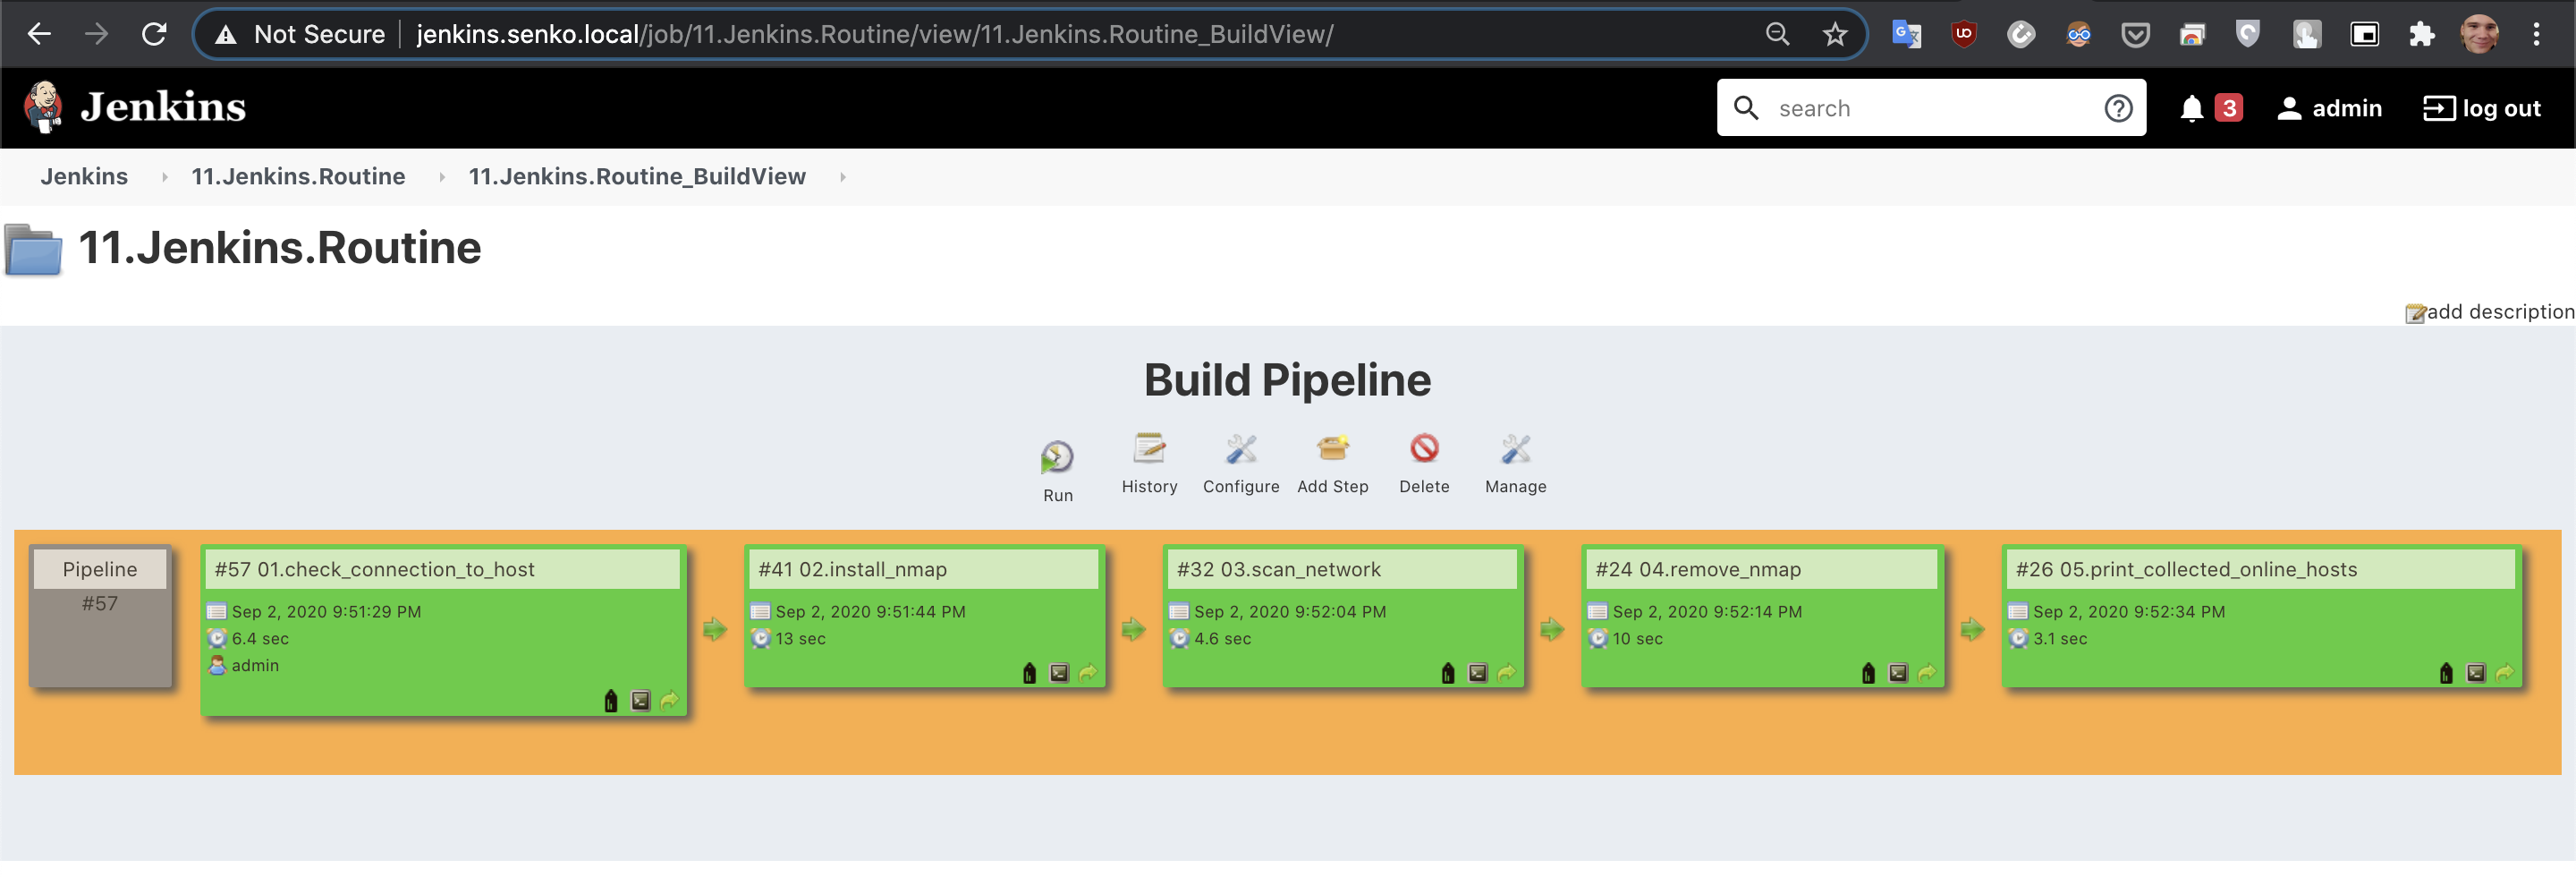 Not Secure jenkins.senko.local/job/11.Jenkins.Routine/view/11.Jenkins.Routine_BuildView/
Jenkins search 3 admin log out
Jenkins 11.Jenkins.Routine 11.Jenkins.Routine_BuildView
11.Jenkins.Routine
add description
Build Pipeline
Run History Configure Add Step Delete Manage
Pipeline
#57
#57 01.check_connection_to_host
Sep 2, 2020 9:51:29 PM
6.4 sec
admin
#41 02.install_nmap
Sep 2, 2020 9:51:44 PM
13 sec
#32 03.scan_network
Sep 2, 2020 9:52:04 PM
4.6 sec
#24 04.remove_nmap
Sep 2, 2020 9:52:14 PM
10 sec
#26 05.print_collected_online_hosts
Sep 2, 2020 9:52:34 PM
3.1 sec